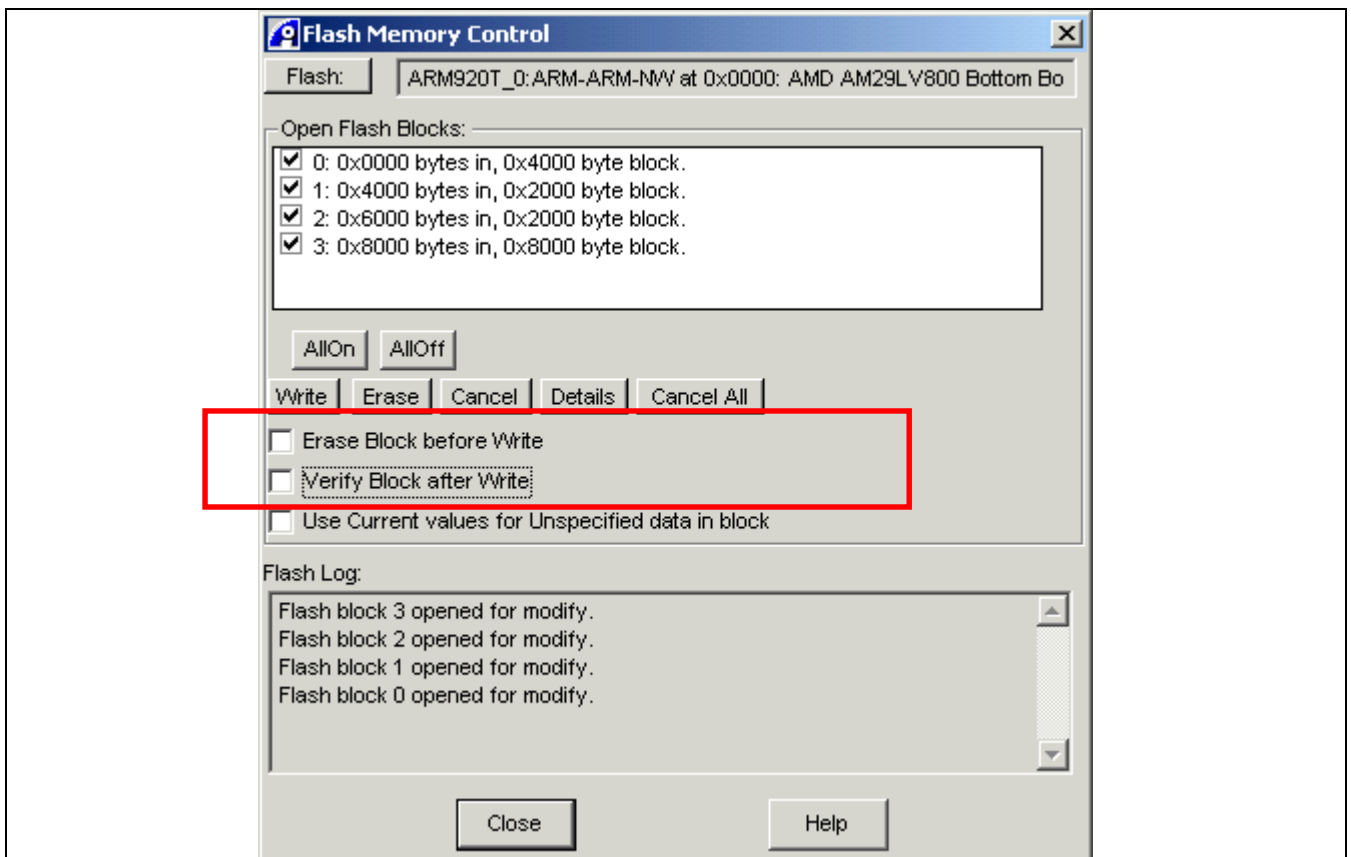 Flash Memory Control
Flash: ARM920T_0:ARM-ARM-NW at 0x0000: AMD AM29LV800 Bottom Bo
Open Flash Blocks:
0: 0x0000 bytes in, 0x4000 byte block.
1: 0x4000 bytes in, 0x2000 byte block.
2: 0x6000 bytes in, 0x2000 byte block.
3: 0x8000 bytes in, 0x8000 byte block.
AllOn AllOff
Write Erase Cancel Details Cancel All
Erase Block before Write
Verify Block after Write
Use Current values for Unspecified data in block
Flash Log:
Flash block 3 opened for modify.
Flash block 2 opened for modify.
Flash block 1 opened for modify.
Flash block 0 opened for modify.
Close Help